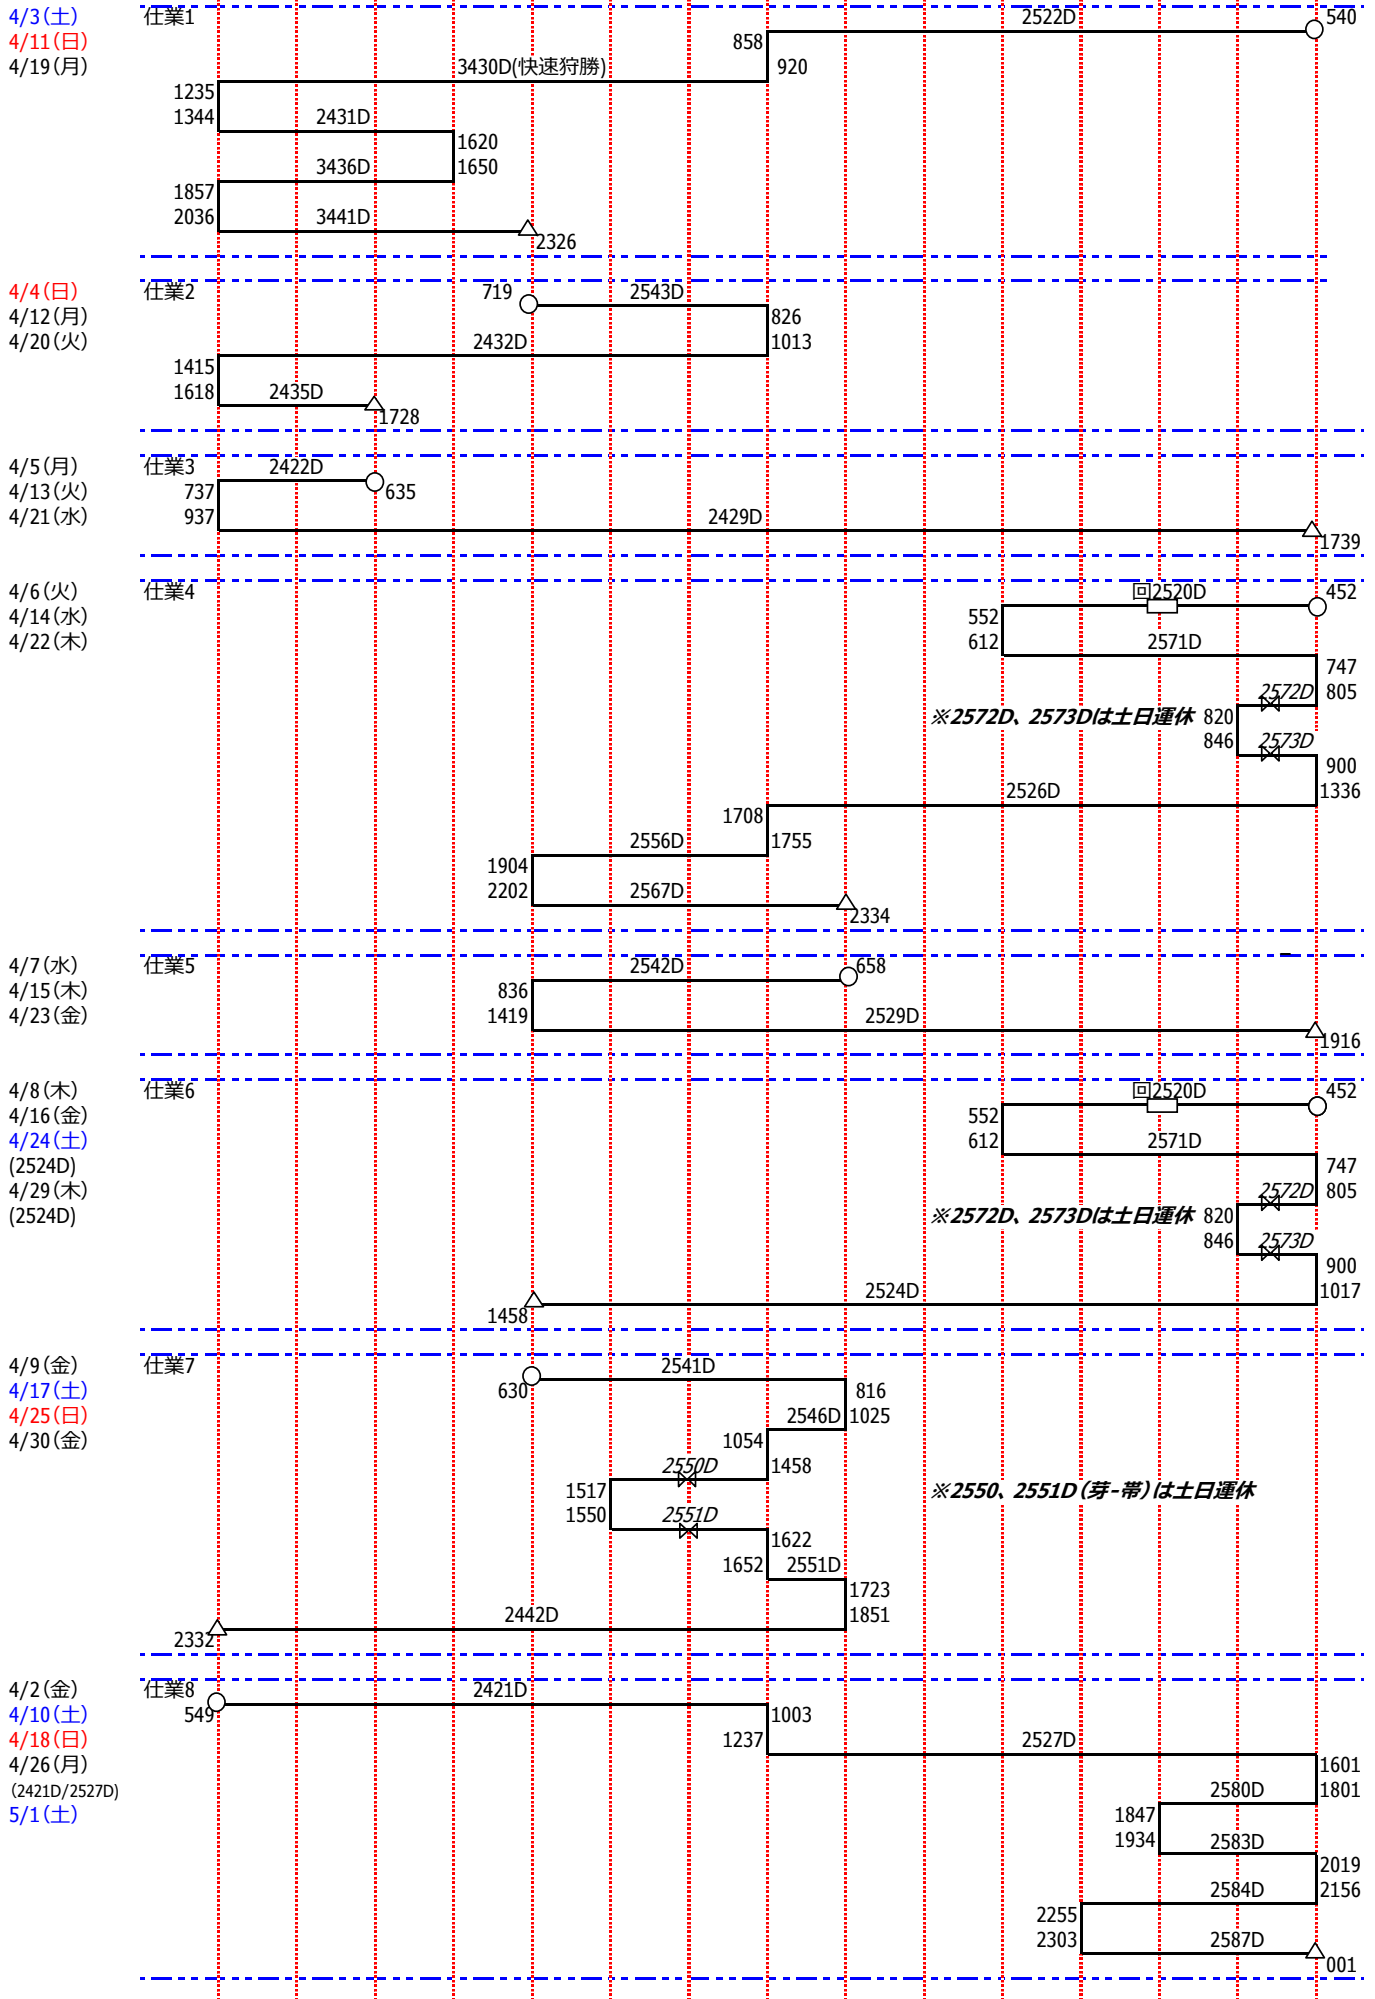 4/3(土) 仕業1 2522D 540
4/11(日) 858
4/19(月) 3430D(快速狩勝) 920
1235
1344 2431D
1620
3436D 1650
1857
2036 3441D
2326
4/4(日) 仕業2 719 2543D
4/12(月) 826
4/20(火) 2432D 1013
1415
1618 2435D
1728
4/5(月) 仕業3 2422D
4/13(火) 737 635
4/21(水) 937 2429D
1739
4/6(火) 仕業4 回2520D 452
4/14(水) 552
4/22(木) 612 2571D
747
2572D 805
※2572D、2573Dは土日運休 820
846 2573D
900
2526D 1336
1708
2556D 1755
1904
2202 2567D
2334
4/7(水) 仕業5 2542D 658
4/15(木) 836
4/23(金) 1419 2529D
1916
4/8(木) 仕業6 回2520D 452
4/16(金) 552
4/24(土) 612 2571D
(2524D) 747
4/29(木) 2572D 805
(2524D) ※2572D、2573Dは土日運休 820
846 2573D
900
2524D 1017
1458
4/9(金) 仕業7 2541D
4/17(土) 630 816
4/25(日) 2546D 1025
4/30(金) 1054
2550D 1458
1517 ※2550、2551D(芽-帯)は土日運休
1550 2551D
1622
1652 2551D
1723
2442D 1851
2332
4/2(金) 仕業8 2421D
4/10(土) 549 1003
4/18(日) 1237 2527D
4/26(月) 1601
(2421D/2527D) 2580D 1801
5/1(土) 1847
1934 2583D
2019
2584D 2156
2255
2303 2587D
001